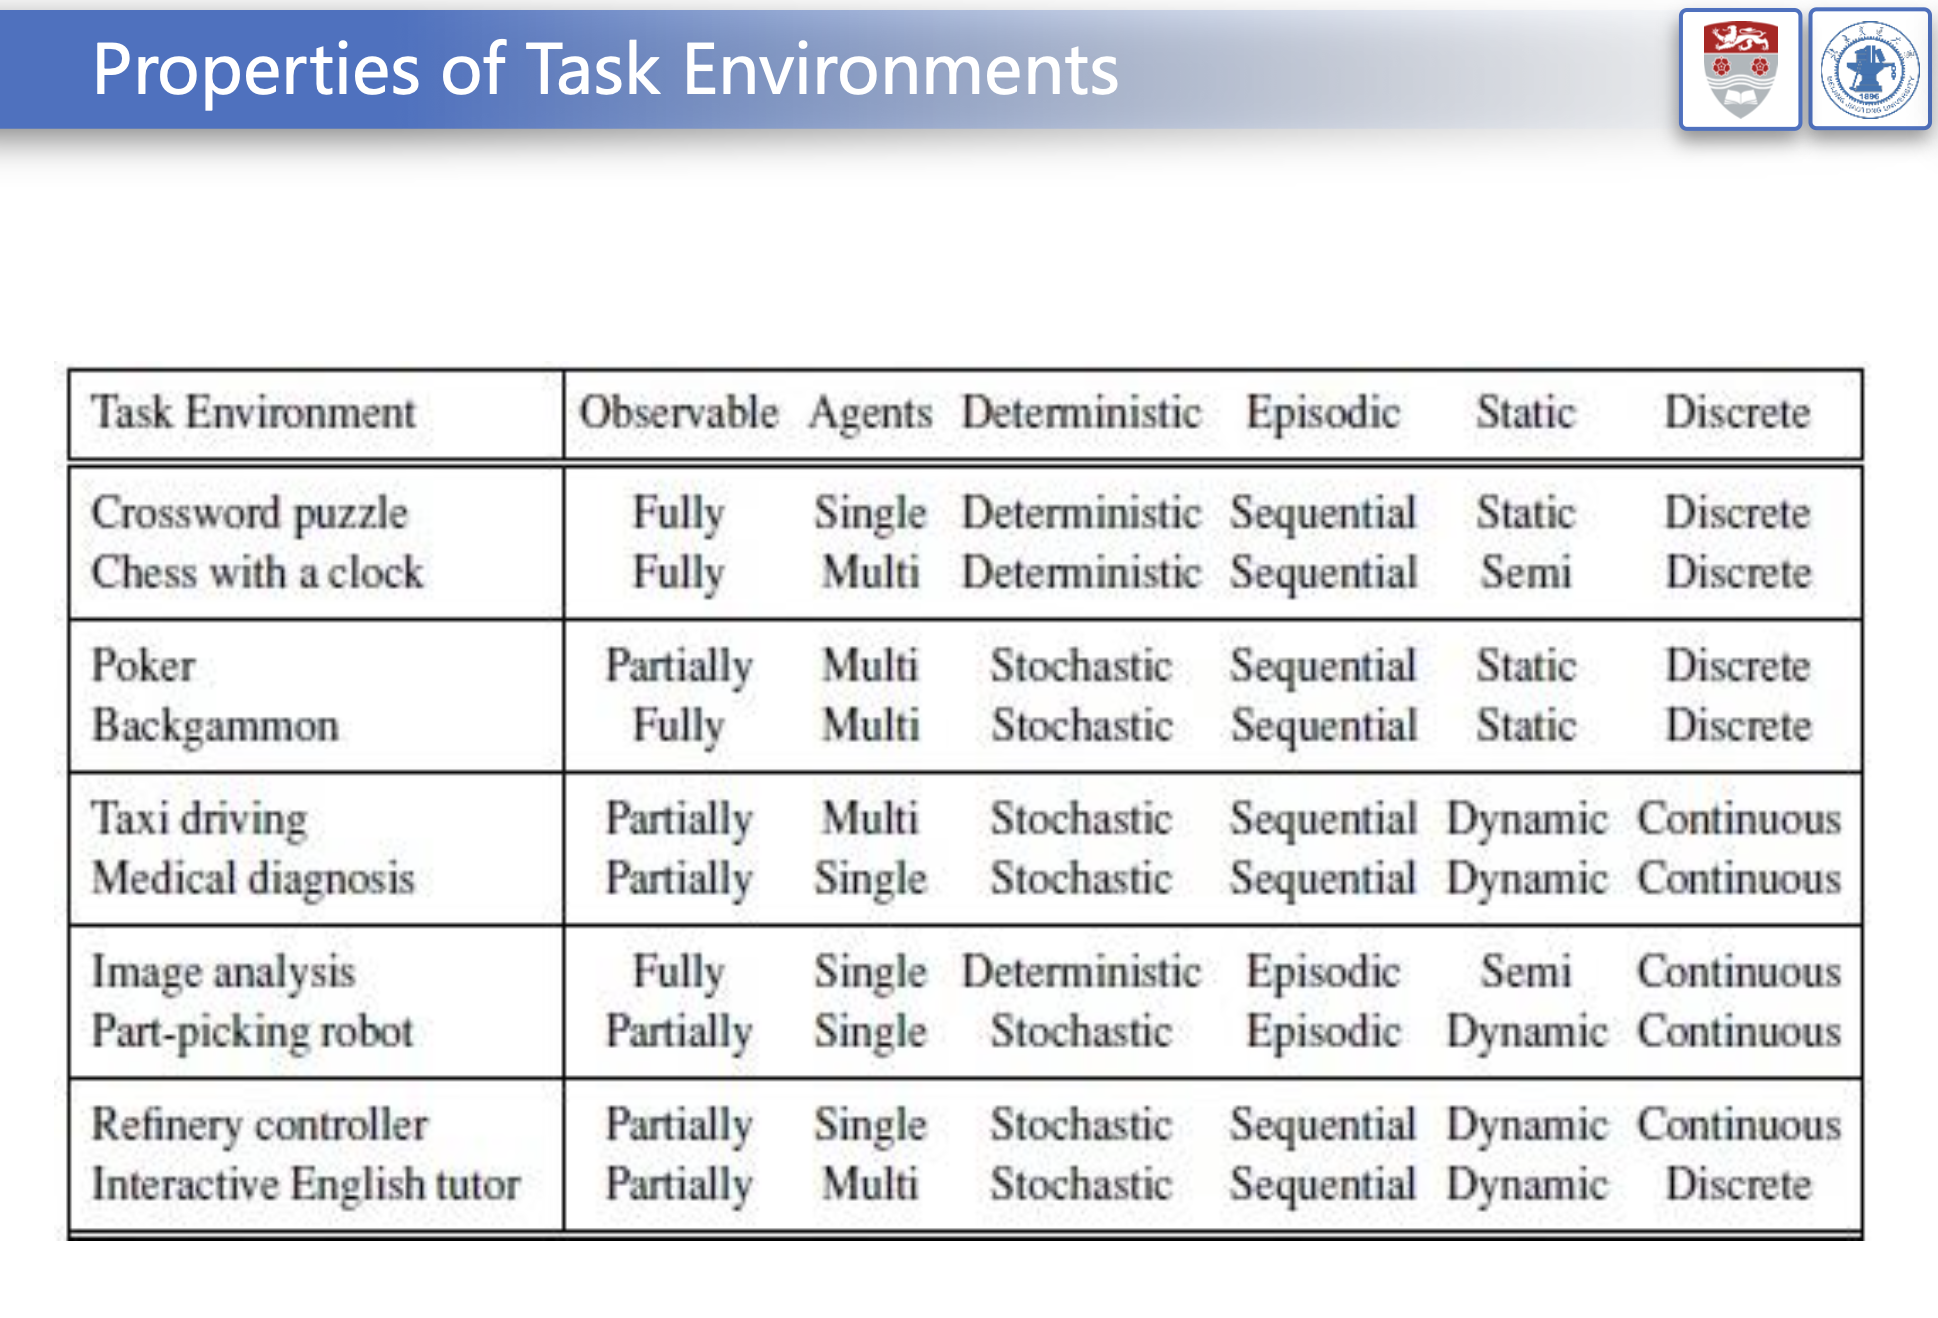 Properties of Task Environments
1896
BEIJING JIAOTONG UNIVERSITY
Task Environment Observable Agents Deterministic Episodic Static Discrete
Crossword puzzle Fully Single Deterministic Sequential Static Discrete
Chess with a clock Fully Multi Deterministic Sequential Semi Discrete
Poker Partially Multi Stochastic Sequential Static Discrete
Backgammon Fully Multi Stochastic Sequential Static Discrete
Taxi driving Partially Multi Stochastic Sequential Dynamic Continuous
Medical diagnosis Partially Single Stochastic Sequential Dynamic Continuous
Image analysis Fully Single Deterministic Episodic Semi Continuous
Part-picking robot Partially Single Stochastic Episodic Dynamic Continuous
Refinery controller Partially Single Stochastic Sequential Dynamic Continuous
Interactive English tutor Partially Multi Stochastic Sequential Dynamic Discrete